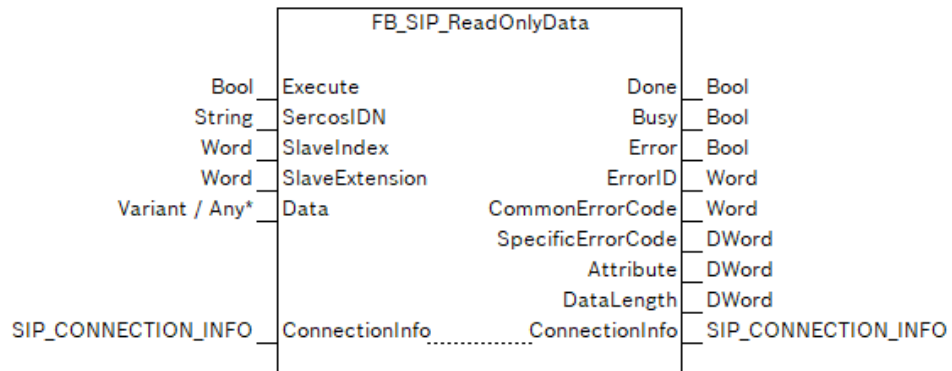 FB_SIP_ReadOnlyData
Bool Execute Done Bool
String SercosIDN Busy Bool
Word SlaveIndex Error Bool
Word SlaveExtension ErrorID Word
Variant / Any* Data CommonErrorCode Word
SpecificErrorCode DWord
Attribute DWord
DataLength DWord
SIP_CONNECTION_INFO ConnectionInfo ConnectionInfo SIP_CONNECTION_INFO